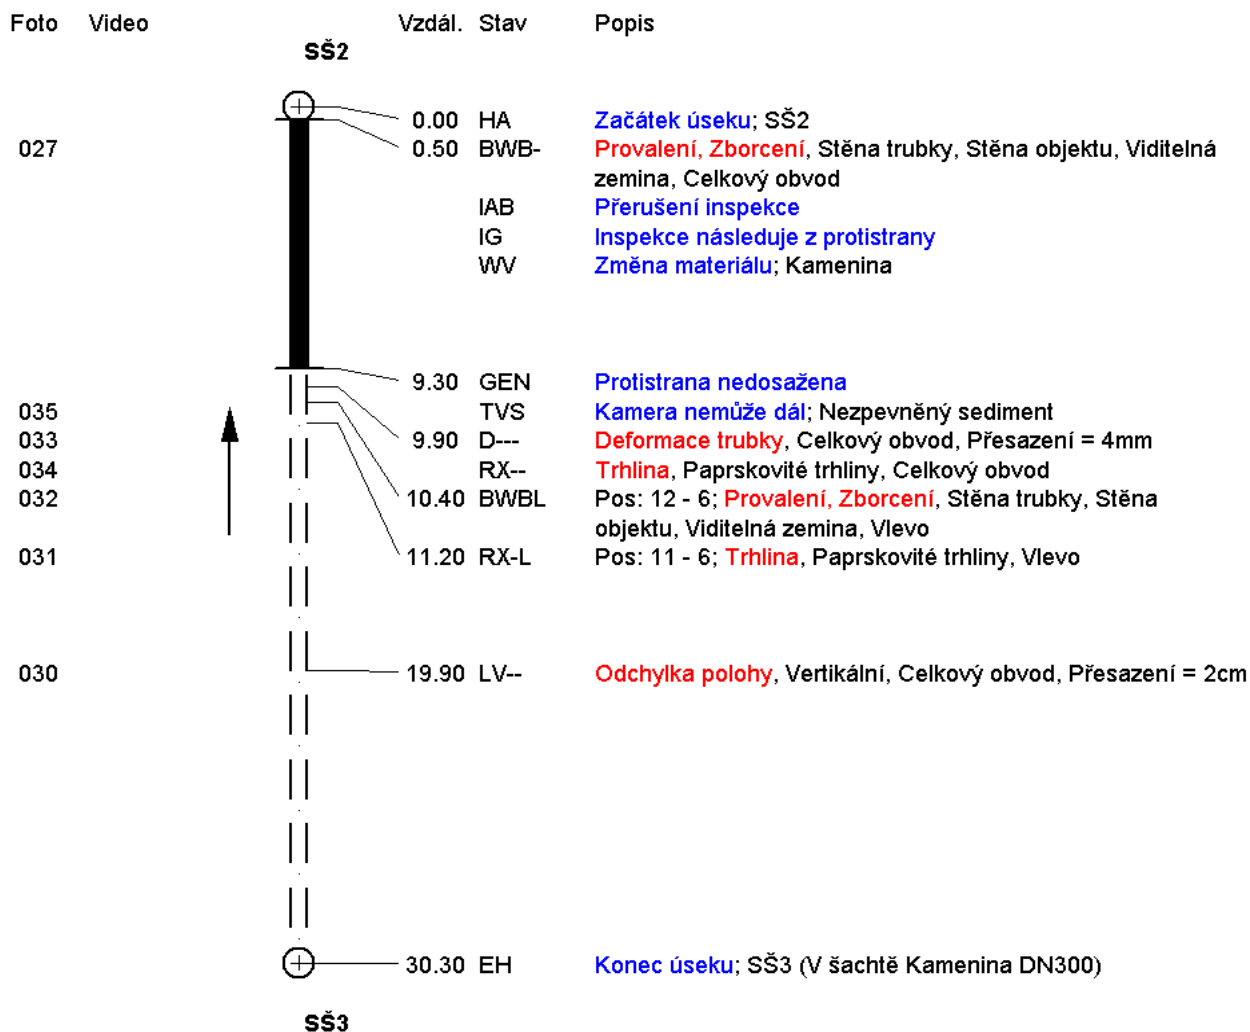 Foto Video Vzdál. Stav Popis
SŠ2
0.00 HA Začátek úseku; SŠ2
027 0.50 BWB- Provalení, Zborcení, Stěna trubky, Stěna objektu, Viditelná
zemina, Celkový obvod
IAB Přerušení inspekce
IG Inspekce následuje z protistrany
WV Změna materiálu; Kamenina
9.30 GEN Protistrana nedosažena
035 TVS Kamera nemůže dál; Nezpevněný sediment
033 9.90 D--- Deformace trubky, Celkový obvod, Přesazení = 4mm
034 RX-- Trhlina, Paprskovité trhliny, Celkový obvod
032 10.40 BWBL Pos: 12 - 6; Provalení, Zborcení, Stěna trubky, Stěna
objektu, Viditelná zemina, Vlevo
031 11.20 RX-L Pos: 11 - 6; Trhlina, Paprskovité trhliny, Vlevo
030 19.90 LV-- Odchylka polohy, Vertikální, Celkový obvod, Přesazení = 2cm
30.30 EH Konec úseku; SŠ3 (V šachtě Kamenina DN300)
SŠ3